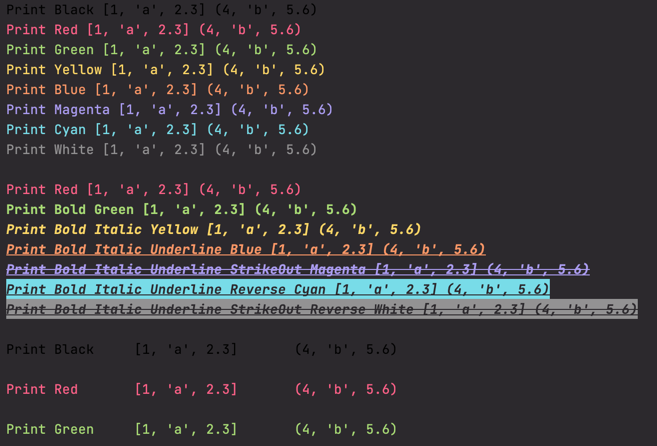 Print Black [1, 'a', 2.3] (4, 'b', 5.6)
Print Red [1, 'a', 2.3] (4, 'b', 5.6)
Print Green [1, 'a', 2.3] (4, 'b', 5.6)
Print Yellow [1, 'a', 2.3] (4, 'b', 5.6)
Print Blue [1, 'a', 2.3] (4, 'b', 5.6)
Print Magenta [1, 'a', 2.3] (4, 'b', 5.6)
Print Cyan [1, 'a', 2.3] (4, 'b', 5.6)
Print White [1, 'a', 2.3] (4, 'b', 5.6)
Print Red [1, 'a', 2.3] (4, 'b', 5.6)
Print Bold Green [1, 'a', 2.3] (4, 'b', 5.6)
Print Bold Italic Yellow [1, 'a', 2.3] (4, 'b', 5.6)
Print Bold Italic Underline Blue [1, 'a', 2.3] (4, 'b', 5.6)
Print Bold Italic Underline StrikeOut Magenta [1, 'a', 2.3] (4, 'b', 5.6)
Print Bold Italic Underline Reverse Cyan [1, 'a', 2.3] (4, 'b', 5.6)
Print Bold Italic Underline StrikeOut Reverse White [1, 'a', 2.3] (4, 'b', 5.6)
Print Black [1, 'a', 2.3] (4, 'b', 5.6)
Print Red [1, 'a', 2.3] (4, 'b', 5.6)
Print Green [1, 'a', 2.3] (4, 'b', 5.6)